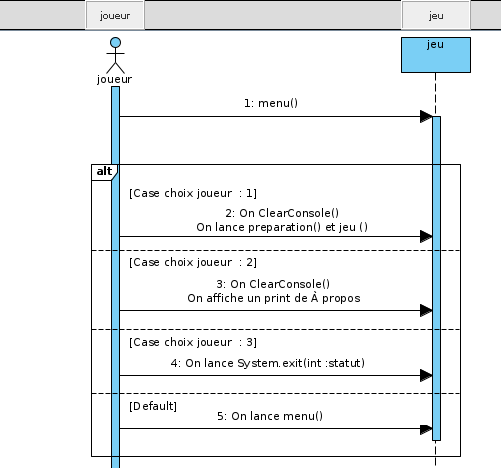 joueur
jeu
joueur
jeu
1: menu()
alt
[Case choix joueur  : 1]
2: On ClearConsole()
On lance preparation() et jeu ()
[Case choix joueur  : 2]
3: On ClearConsole()
On affiche un print de À propos
[Case choix joueur  : 3]
4: On lance System.exit(int :statut)
[Default]
5: On lance menu()